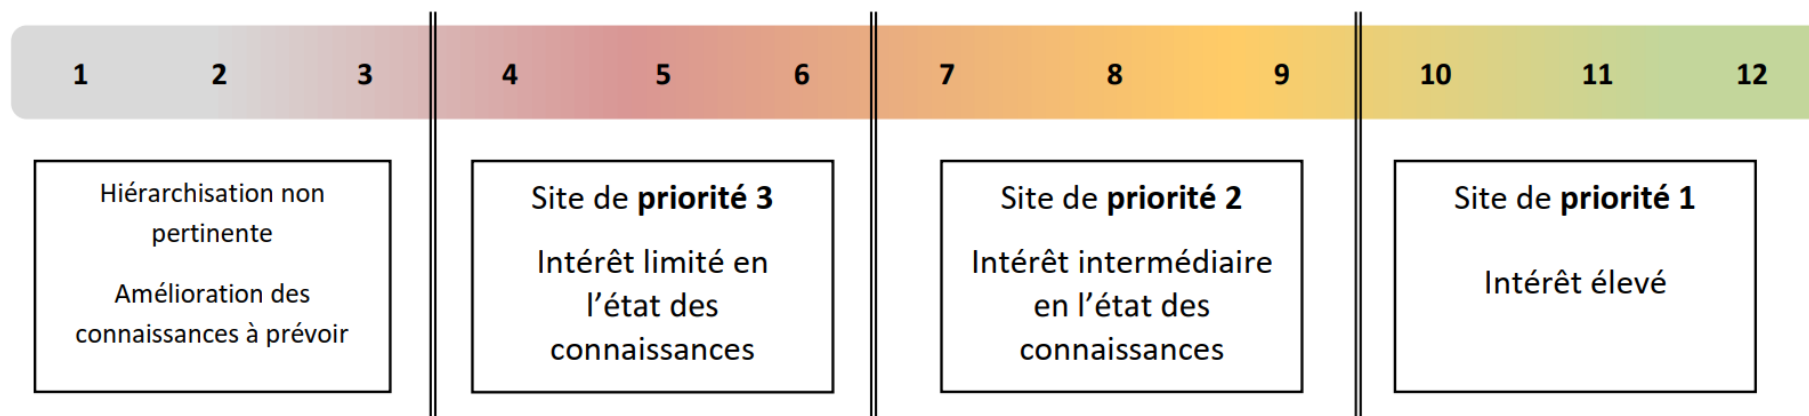 1 2 3 4 5 6 7 8 9 10 11 12
Hiérarchisation non
pertinente
Amélioration des
connaissances à prévoir
Site de priorité 3
Intérêt limité en
l’état des
connaissances
Site de priorité 2
Intérêt intermédiaire
en l’état des
connaissances
Site de priorité 1
Intérêt élevé